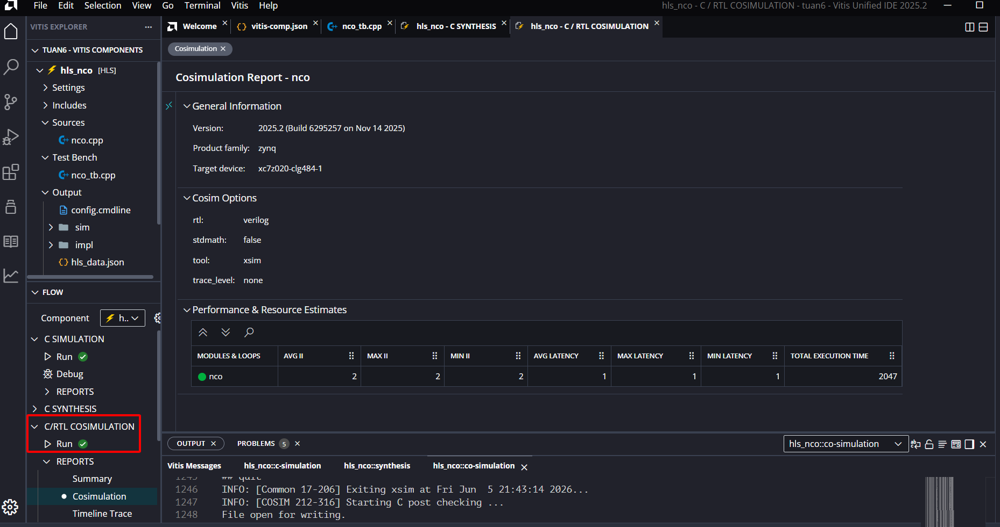 File Edit Selection View Go Terminal Vitis Help
hls_nco - C / RTL COSIMULATION - tuan6 - Vitis Unified IDE 2025.2
VITIS EXPLORER ...
Welcome
vitis-comp.json
nco_tb.cpp
hls_nco - C SYNTHESIS
hls_nco - C / RTL COSIMULATION
TUAN6 - VITIS COMPONENTS
hls_nco [HLS]
Settings
Includes
Sources
nco.cpp
Test Bench
nco_tb.cpp
Output
config.cmdline
sim
impl
hls_data.json
FLOW
Component h..
C SIMULATION
Run
Debug
REPORTS
C SYNTHESIS
C/RTL COSIMULATION
Run
REPORTS
Summary
Cosimulation
Timeline Trace
Cosimulation
Cosimulation Report - nco
General Information
Version: 2025.2 (Build 6295257 on Nov 14 2025)
Product family: zynq
Target device: xc7z020-clg484-1
Cosim Options
rtl: verilog
stdmath: false
tool: xsim
trace_level: none
Performance & Resource Estimates
MODULES & LOOPS AVG II MAX II MIN II AVG LATENCY MAX LATENCY MIN LATENCY TOTAL EXECUTION TIME
nco 2 2 2 1 1 1 2047
OUTPUT PROBLEMS 5
hls_nco::co-simulation
Vitis Messages hls_nco::c-simulation hls_nco::synthesis hls_nco::co-simulation
1245 ## quit
1246 INFO: [Common 17-206] Exiting xsim at Fri Jun  5 21:43:14 2026...
1247 INFO: [COSIM 212-316] Starting C post checking ...
1248 File open for writing.